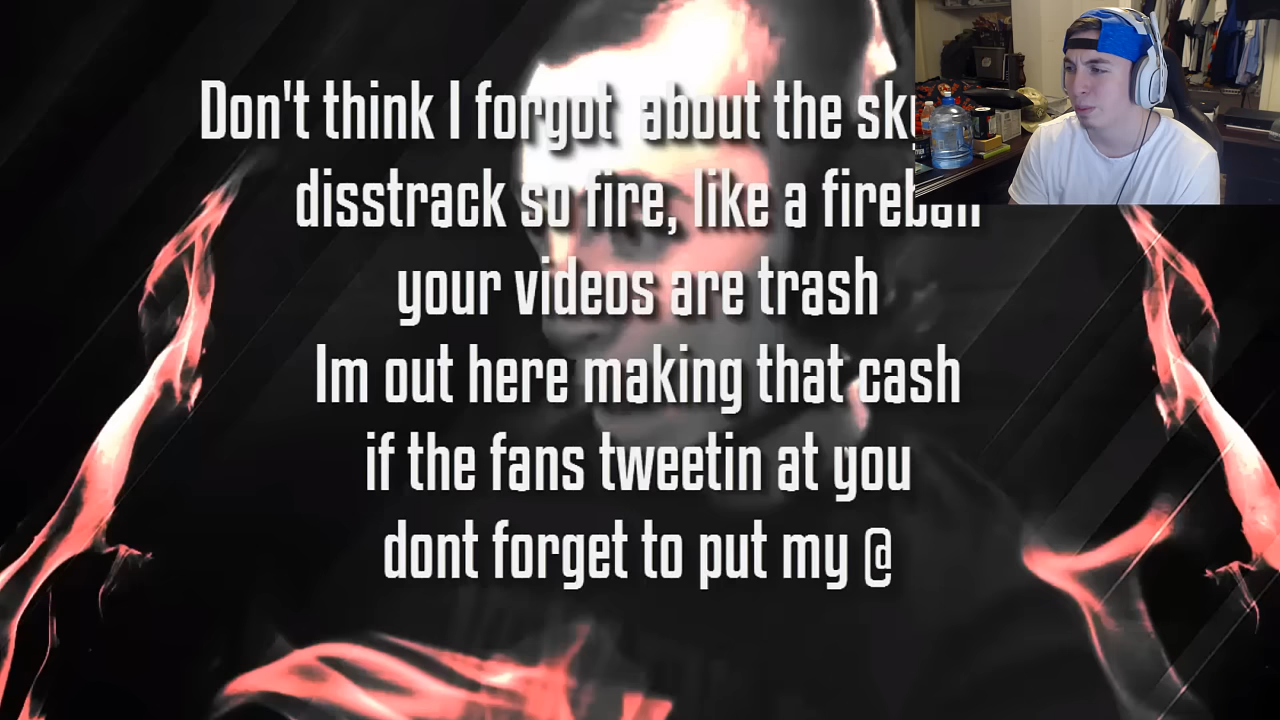 Don't think I forgot about the
disstrack so fire, like a fireball
your videos are trash
Im out here making that cash
if the fans tweetin at you
dont forget to put my @